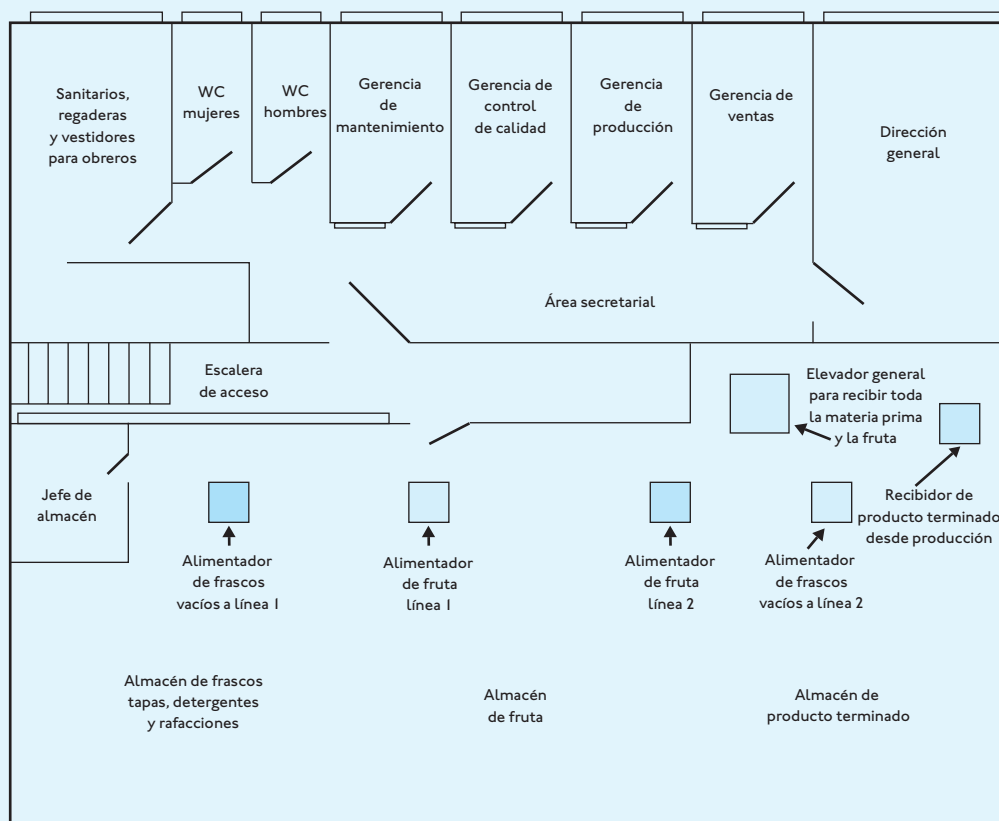 Sanitarios,
regaderas
y vestidores
para obreros
WC
mujeres
WC
hombres
Gerencia
de
mantenimiento
Gerencia de
control
de calidad
Gerencia
de
producción
Gerencia de
ventas
Dirección
general
Área secretarial
Escalera
de acceso
Elevador general
para recibir toda
la materia prima
y la fruta
Jefe de
almacén
Recibidor de
producto terminado
desde producción
Alimentador
de frascos
vacíos a línea 1
Alimentador
de fruta
línea 1
Alimentador
de fruta
línea 2
Alimentador
de frascos
vacíos a línea 2
Almacén de frascos
tapas, detergentes
y rafacciones
Almacén
de fruta
Almacén de
producto terminado